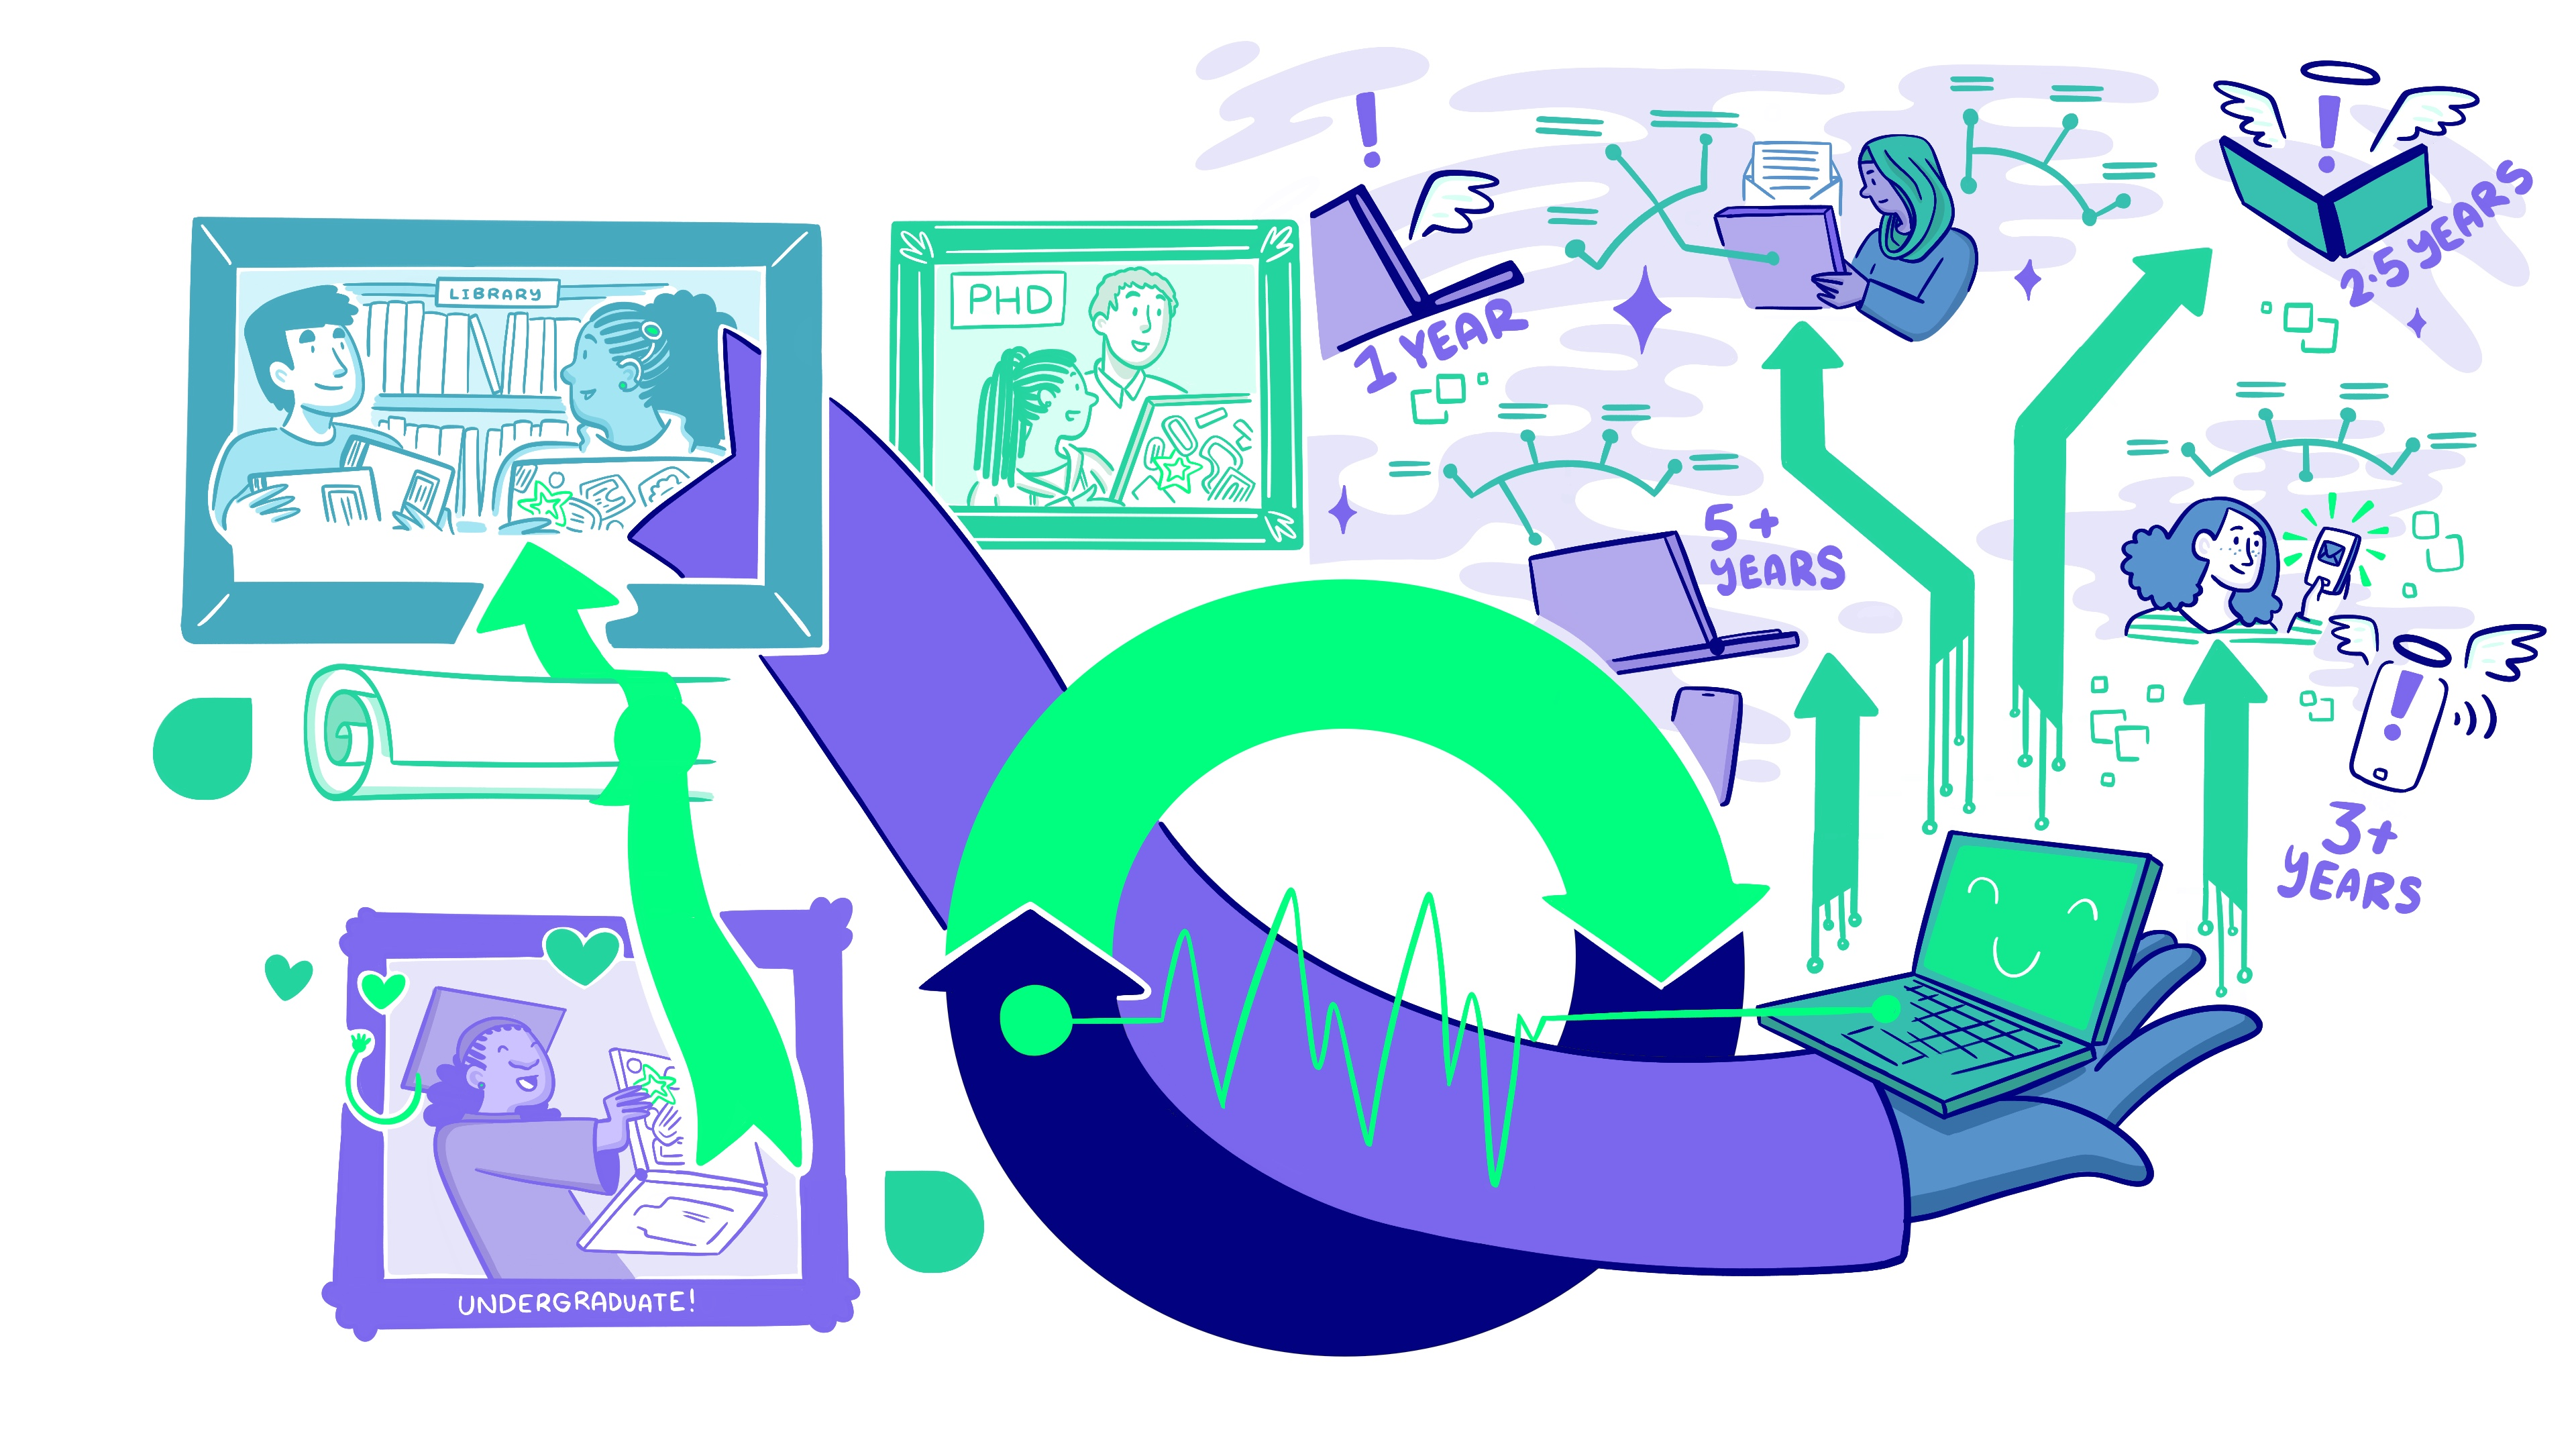 LIBRARY
PHD
1 YEAR
2.5 YEARS
5+
YEARS
3+
YEARS
UNDERGRADUATE!